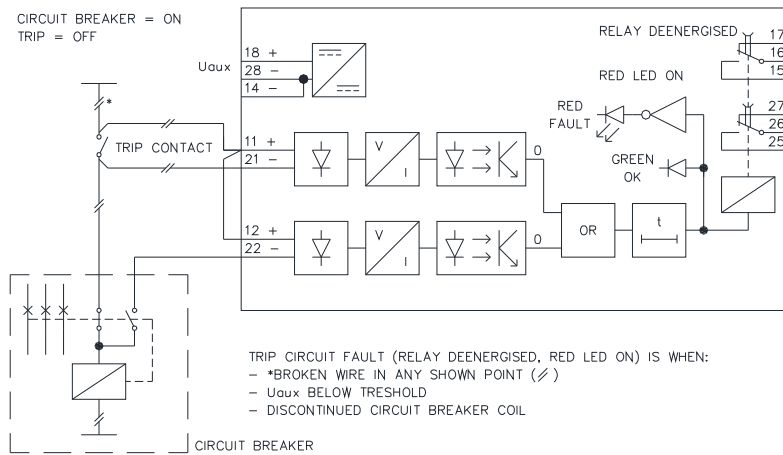 CIRCUIT BREAKER = ON
TRIP = OFF
RELAY DEENERGISED
17
16
15
Uaux
18 +
28 -
14 -
RED LED ON
RED
FAULT
27
26
25
TRIP CONTACT
11 +
21 -
V
I
0
GREEN
OK
12 +
22 -
V
I
0
OR
t
TRIP CIRCUIT FAULT (RELAY DEENERGISED, RED LED ON) IS WHEN:
- *BROKEN WIRE IN ANY SHOWN POINT (//)
- Uaux BELOW TRESHOLD
- DISCONTINUED CIRCUIT BREAKER COIL
CIRCUIT BREAKER
*